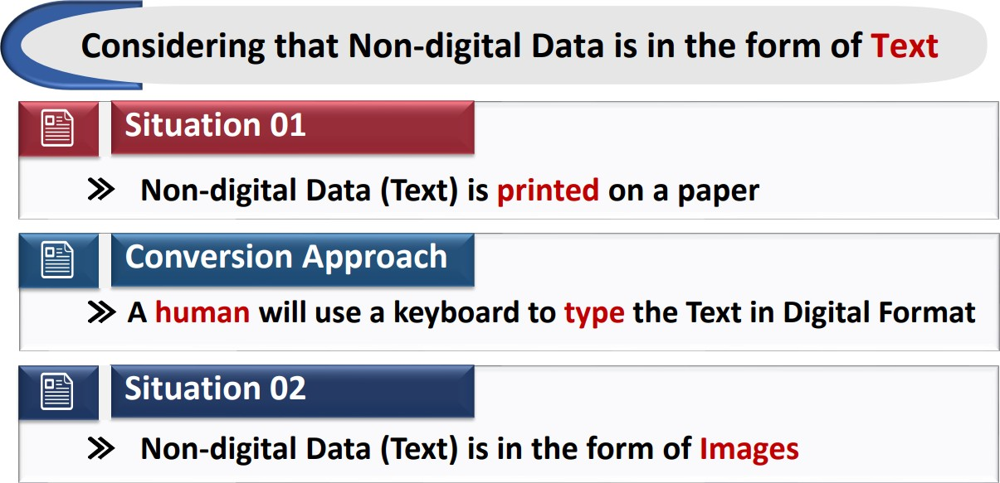 Considering that Non-digital Data is in the form of Text
Situation 01
Non-digital Data (Text) is printed on a paper
Conversion Approach
A human will use a keyboard to type the Text in Digital Format
Situation 02
Non-digital Data (Text) is in the form of Images